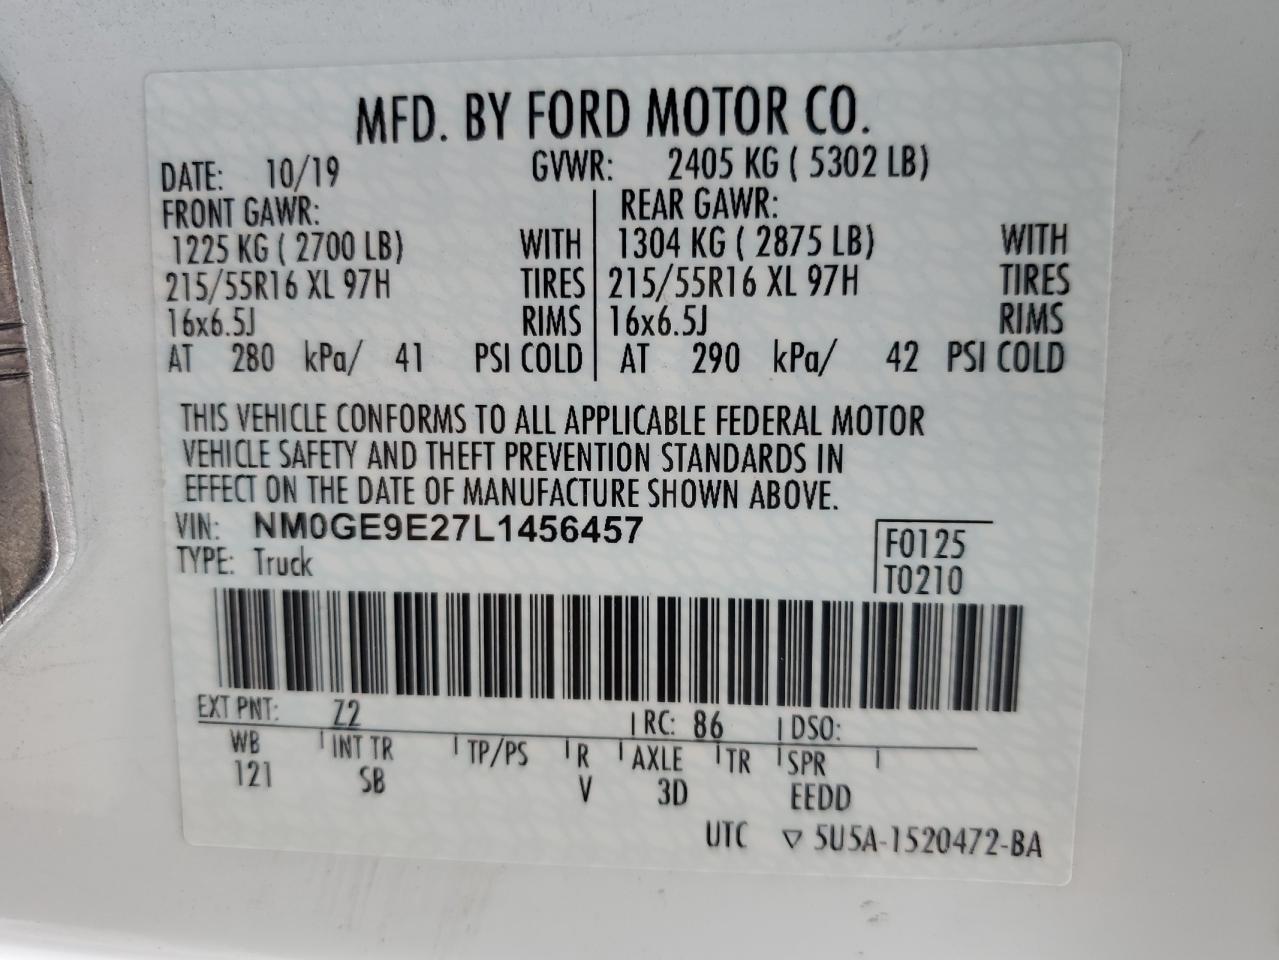 MFD. BY FORD MOTOR CO.
DATE: 10/19 GVWR: 2405 KG ( 5302 LB)
FRONT GAWR: REAR GAWR:
1225 KG ( 2700 LB) WITH 1304 KG ( 2875 LB) WITH
215/55R16 XL 97H TIRES 215/55R16 XL 97H TIRES
16x6.5J RIMS 16x6.5J RIMS
AT 280 kPa/ 41 PSI COLD AT 290 kPa/ 42 PSI COLD
THIS VEHICLE CONFORMS TO ALL APPLICABLE FEDERAL MOTOR
VEHICLE SAFETY AND THEFT PREVENTION STANDARDS IN
EFFECT ON THE DATE OF MANUFACTURE SHOWN ABOVE.
VIN: NM0GE9E27L1456457 F0125
TYPE: Truck T0210
EXT PNT: Z2 RC: 86 DSO:
WB INT TR TP/PS R AXLE TR SPR
121 SB V 3D EEDD
UTC ▽ 5U5A-1520472-BA